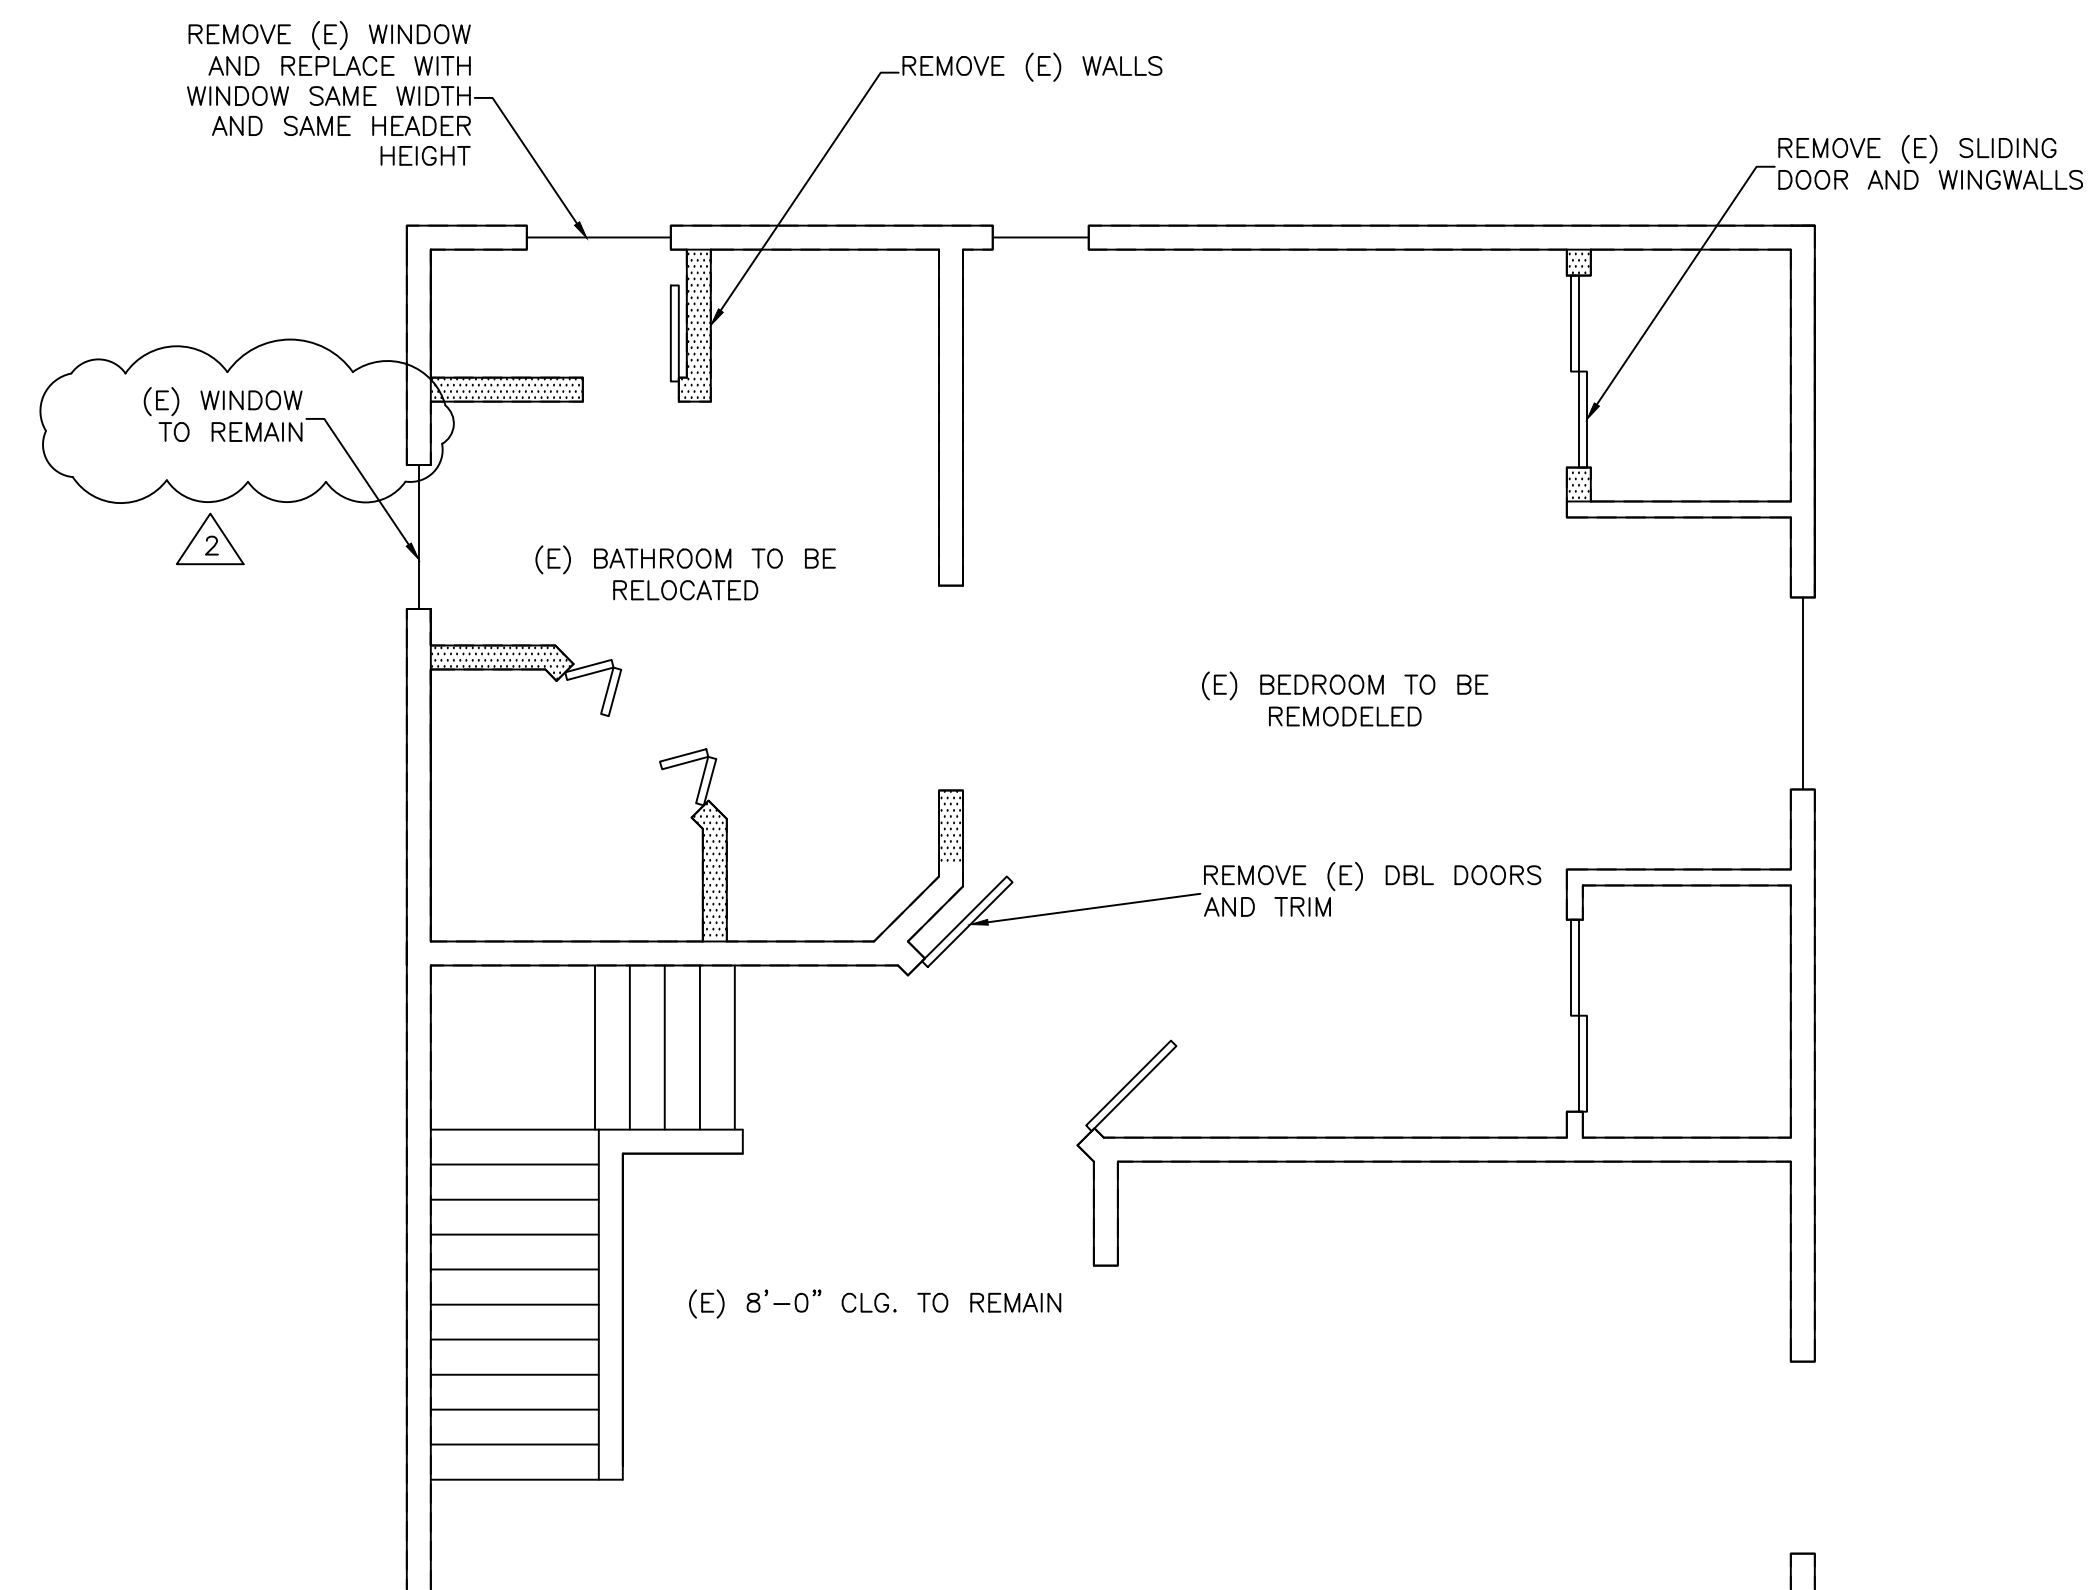 REMOVE (E) WINDOW
AND REPLACE WITH
WINDOW SAME WIDTH
AND SAME HEADER
HEIGHT
REMOVE (E) WALLS
REMOVE (E) SLIDING
DOOR AND WINGWALLS
(E) WINDOW
TO REMAIN
2
(E) BATHROOM TO BE
RELOCATED
(E) BEDROOM TO BE
REMODELED
REMOVE (E) DBL DOORS
AND TRIM
(E) 8'-0" CLG. TO REMAIN